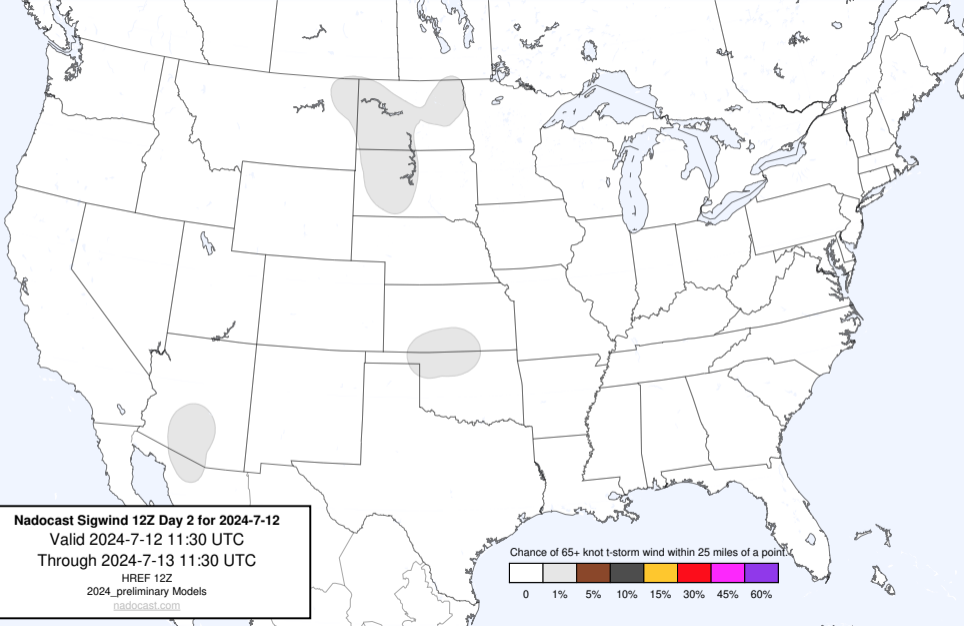 Nadocast Sigwind 12Z Day 2 for 2024-7-12
Valid 2024-7-12 11:30 UTC
Through 2024-7-13 11:30 UTC
HREF 12Z
2024_preliminary Models
nadocast.com
Chance of 65+ knot t-storm wind within 25 miles of a point.
0 1% 5% 10% 15% 30% 45% 60%